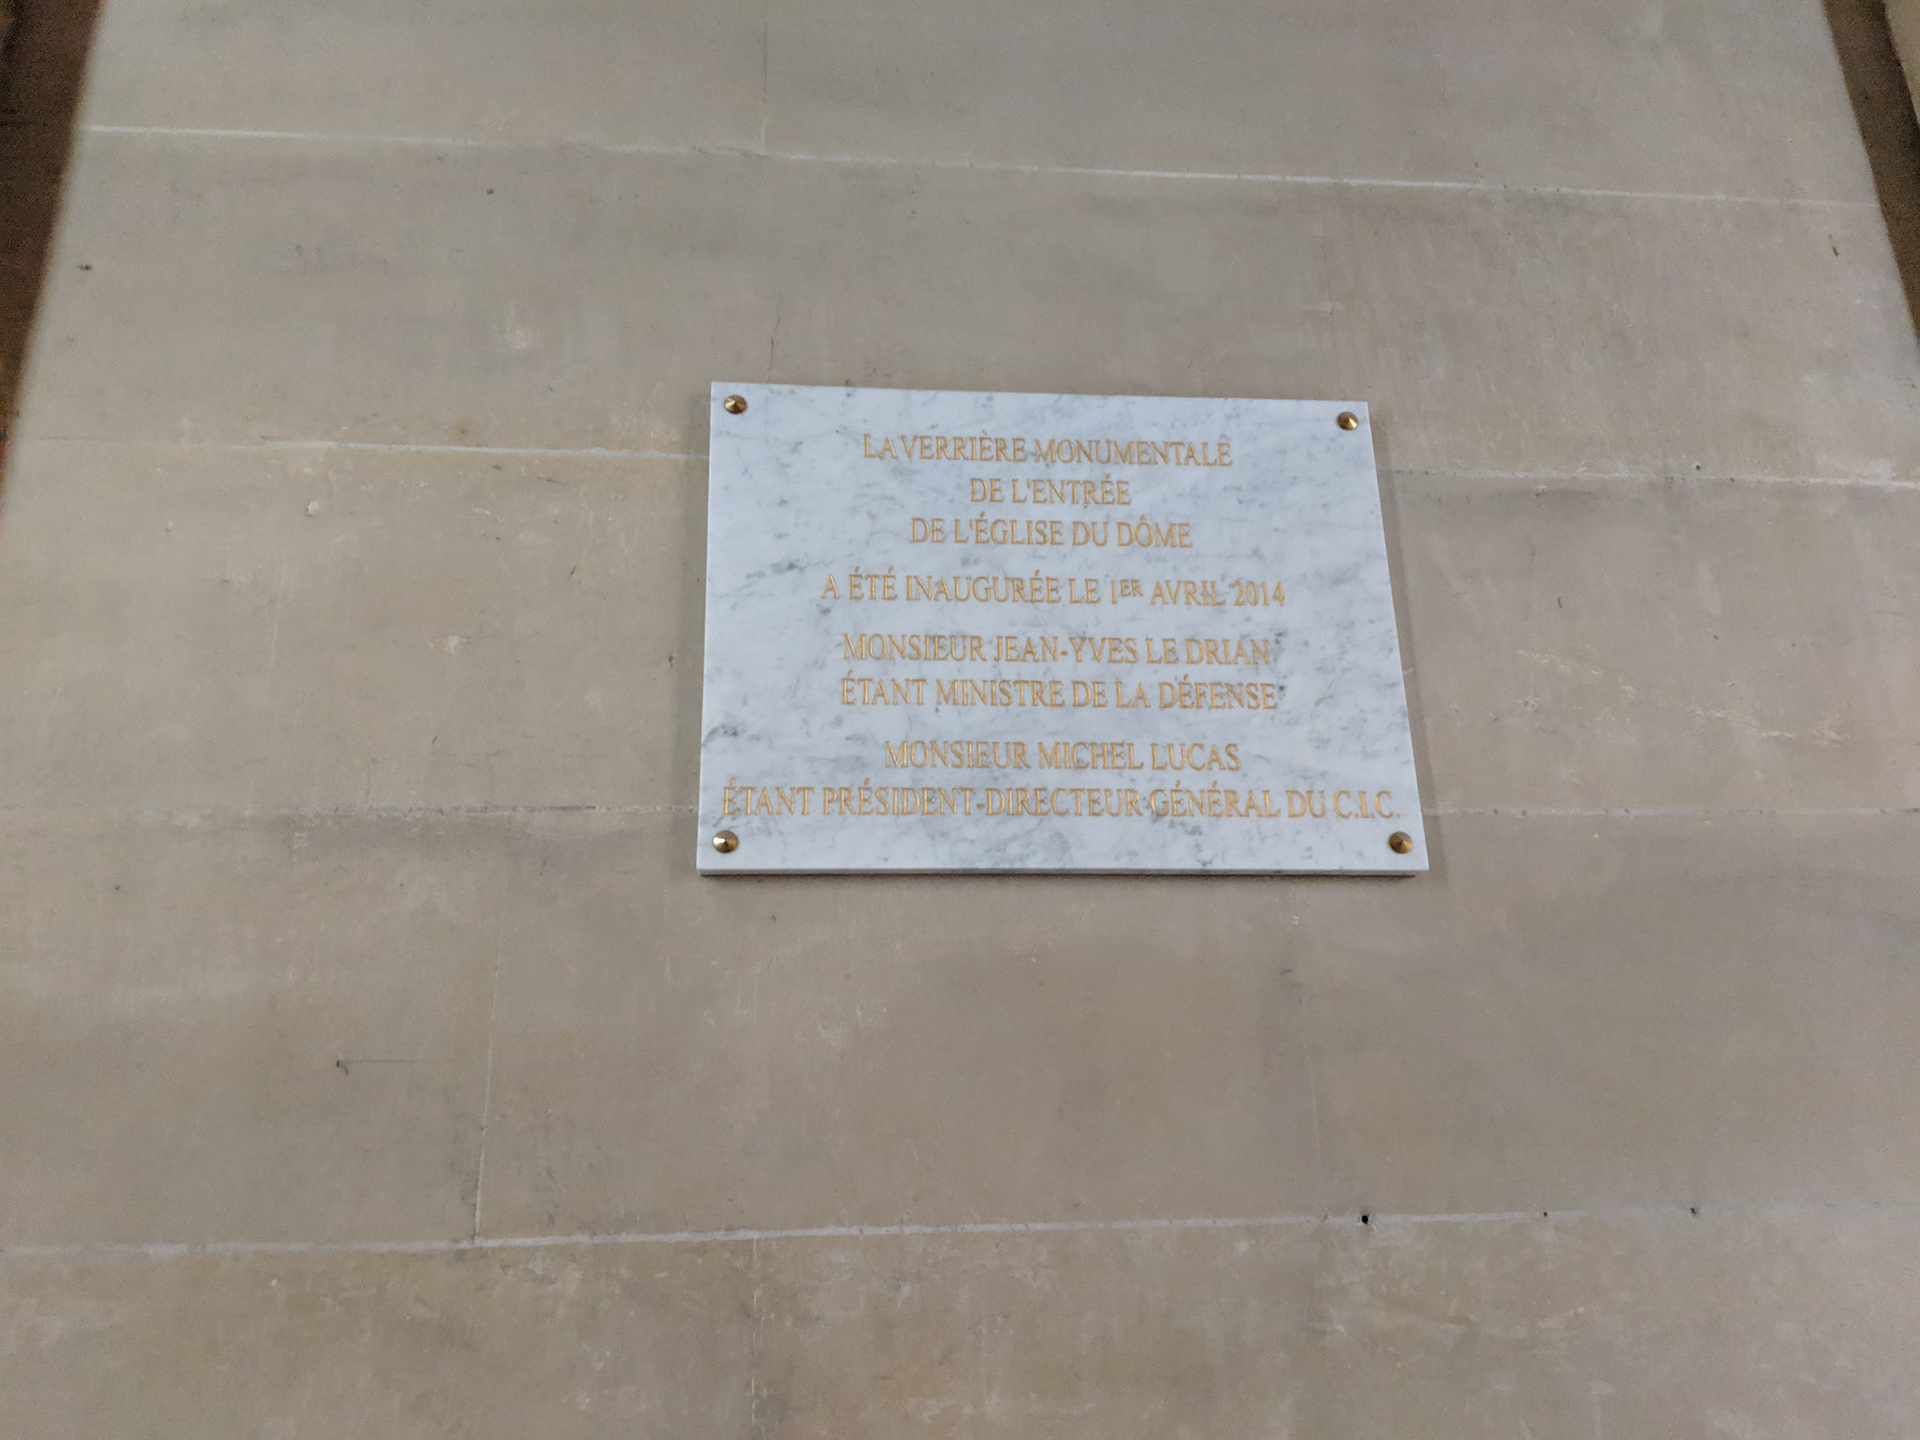 LA VERRIÈRE MONUMENTALE
DE L'ENTRÉE
DE L'ÉGLISE DU DÔME
A ÉTÉ INAUGURÉE LE 1ER AVRIL 2014
MONSIEUR JEAN-YVES LE DRIAN
ÉTANT MINISTRE DE LA DÉFENSE
MONSIEUR MICHEL LUCAS
ÉTANT PRÉSIDENT-DIRECTEUR GÉNÉRAL DU C.I.C.